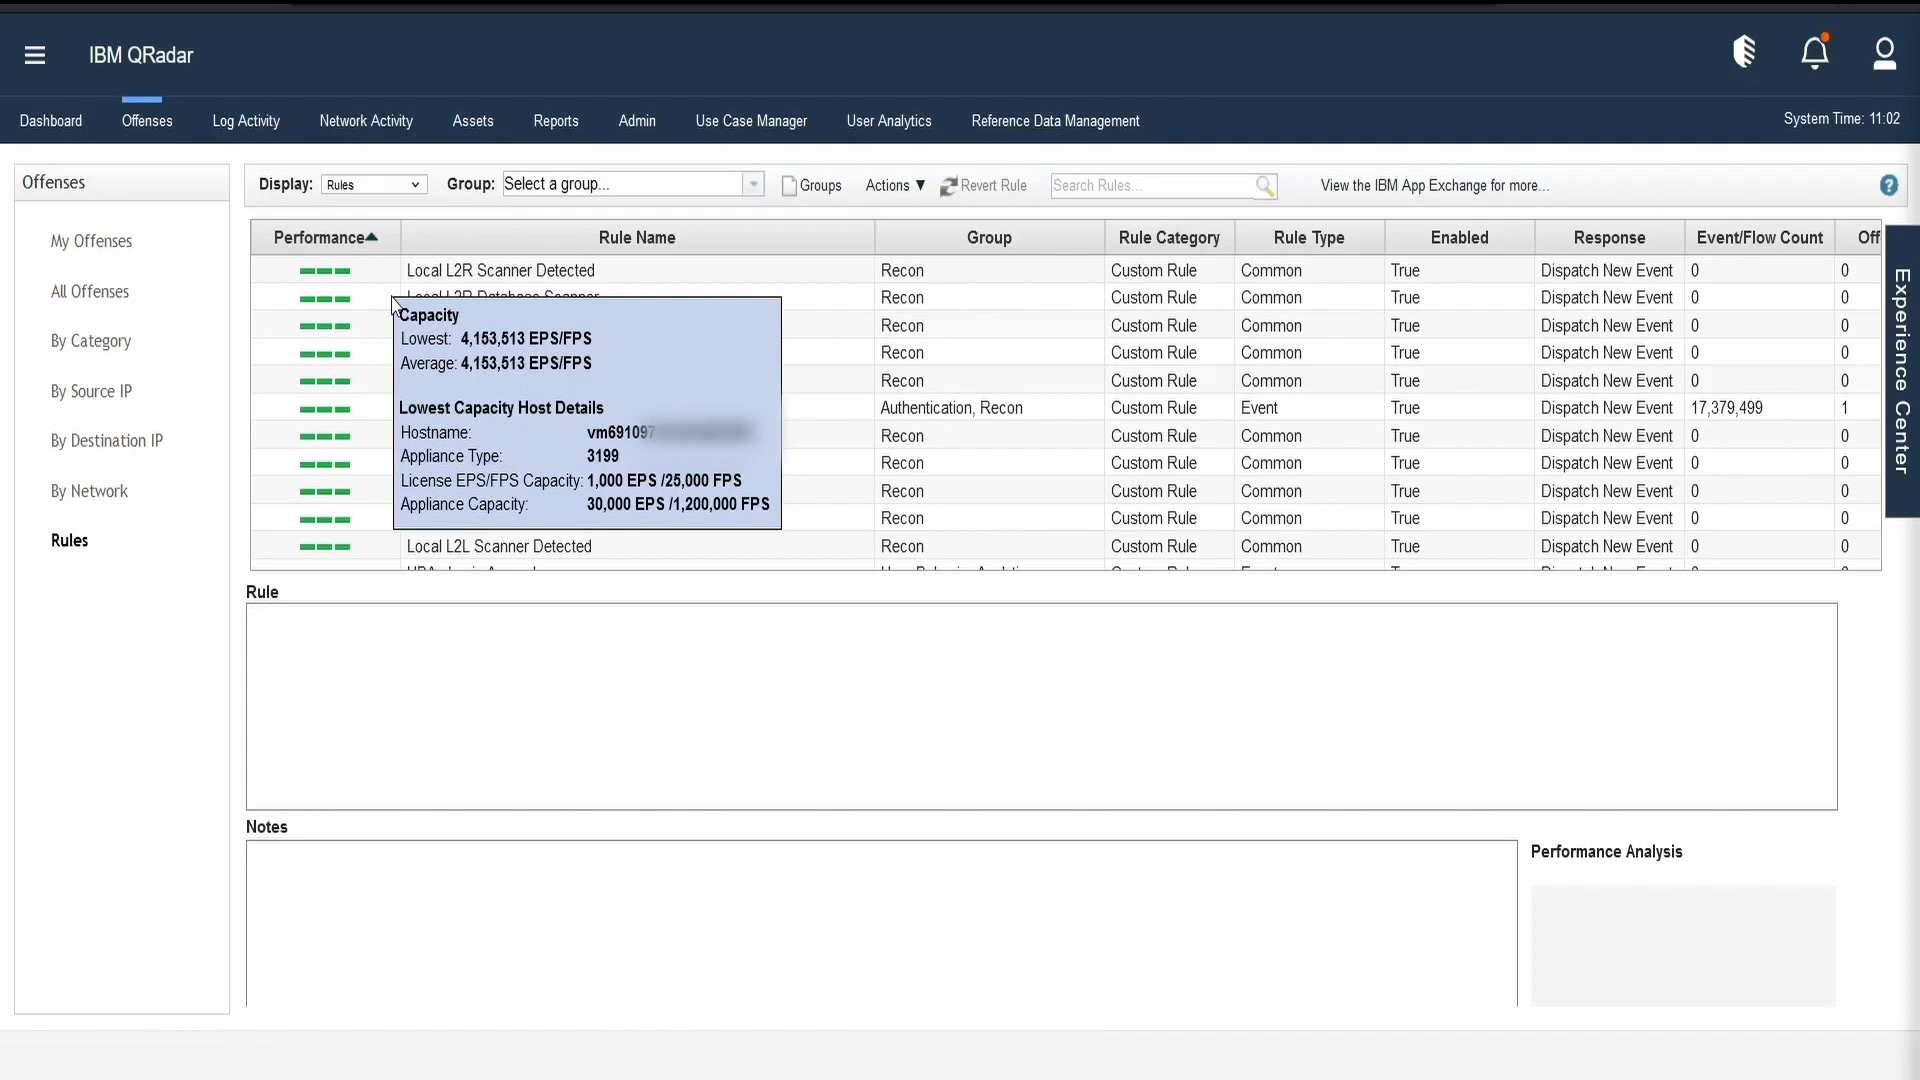 IBM QRadar
Dashboard Offenses Log Activity Network Activity Assets Reports Admin Use Case Manager User Analytics Reference Data Management System Time: 11:02
Offenses
My Offenses
All Offenses
By Category
By Source IP
By Destination IP
By Network
Rules
Display: Rules Group: Select a group... Groups Actions ▼ Revert Rule Search Rules... View the IBM App Exchange for more... ?
Performance Rule Name Group Rule Category Rule Type Enabled Response Event/Flow Count Off
Local L2R Scanner Detected Recon Custom Rule Common True Dispatch New Event 0 0
Local L2R Database Scanner Recon Custom Rule Common True Dispatch New Event 0 0
Recon Custom Rule Common True Dispatch New Event 0 0
Recon Custom Rule Common True Dispatch New Event 0 0
Recon Custom Rule Common True Dispatch New Event 0 0
Authentication, Recon Custom Rule Event True Dispatch New Event 17,379,499 1
Recon Custom Rule Common True Dispatch New Event 0 0
Recon Custom Rule Common True Dispatch New Event 0 0
Recon Custom Rule Common True Dispatch New Event 0 0
Recon Custom Rule Common True Dispatch New Event 0 0
Local L2L Scanner Detected Recon Custom Rule Common True Dispatch New Event 0 0
Capacity
Lowest: 4,153,513 EPS/FPS
Average: 4,153,513 EPS/FPS
Lowest Capacity Host Details
Hostname: vm691097
Appliance Type: 3199
License EPS/FPS Capacity: 1,000 EPS /25,000 FPS
Appliance Capacity: 30,000 EPS /1,200,000 FPS
Experience Center
Rule
Notes
Performance Analysis